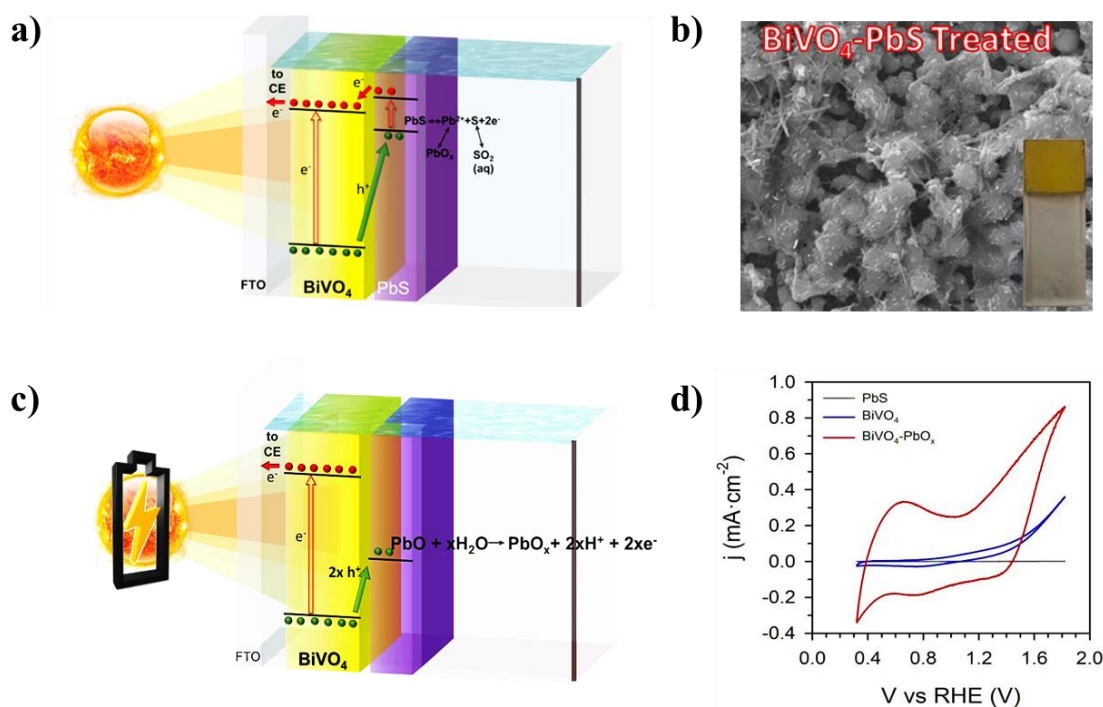 a)
to
CE
e⁻
e⁻
e⁻
h⁺
PbS↔Pb²⁺+S+2e⁻
PbOₓ
SO₂
(aq)
FTO
BiVO₄
PbS
b)
BiVO₄-PbS Treated
c)
to
CE
e⁻
e⁻
2x h⁺
PbO + xH₂O→PbOₓ+ 2xH⁺ + 2xe⁻
FTO
BiVO₄
d)
1.0
0.8
0.6
0.4
0.2
0.0
-0.2
-0.4
j (mA·cm⁻²)
PbS
BiVO₄
BiVO₄-PbOₓ
0.0 0.4 0.8 1.2 1.6 2.0
V vs RHE (V)